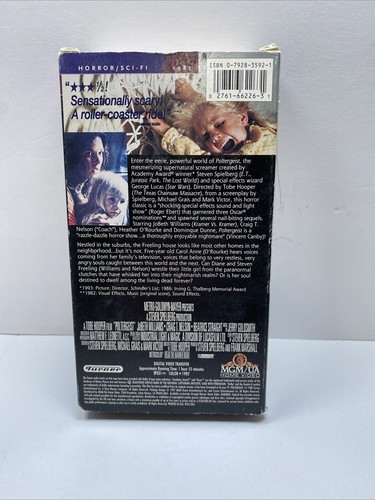 HORROR/SCI-FI
ISBN 0-7928-3592-1
0 27616 62263 1
"★★★½!
Sensationally scary!
A roller-coaster ride!"
Enter the eerie, powerful world of Poltergeist, the
mesmerizing supernatural screamer created by
Academy Award® winner* Steven Spielberg (E.T.,
Jurassic Park, The Lost World) and special effects wizard
George Lucas (Star Wars). Directed by Tobe Hooper
(The Texas Chainsaw Massacre), from a screenplay by
Spielberg, Michael Grais and Mark Victor, this horror
classic is a "shocking special effects sound and light
show" (Roger Ebert) that garnered three Oscar®
nominations** and spawned several nail-biting sequels.
Starring JoBeth Williams (Kramer Vs. Kramer), Craig T.
Nelson ("Coach"), Heather O'Rourke and Dominique Dunne, Poltergeist is a
"razzle-dazzle horror show... a thoroughly enjoyable nightmare" (Vincent Canby)!
Nestled in the suburbs, the Freeling house looks like most other homes in the
neighborhood...but it's not. Five-year old Carol Anne (O'Rourke) hears voices
coming from her family's television, voices that belong to very restless, very
angry souls caught between this world and the next. Can Diane and Steven
Freeling (Williams and Nelson) wrestle their little girl from the paranormal
clutches that have whisked her into their nightmarish realm? Or is her soul
destined to dwell among the living dead forever?
*1993: Picture, Director, Schindler's List; 1986: Irving G. Thalberg Memorial Award
**1982: Visual Effects, Music (original score), Sound Effects.
METRO-GOLDWYN-MAYER PRESENTS
A STEVEN SPIELBERG PRODUCTION
A TOBE HOOPER FILM "POLTERGEIST" JOBETH WILLIAMS CRAIG T. NELSON BEATRICE STRAIGHT JERRY GOLDSMITH
DIGITAL VIDEO TRANSFER
Approximate Running Time: 1 hour 55 minutes
COLOR • 1982
Turner
MGM/UA
HOME VIDEO